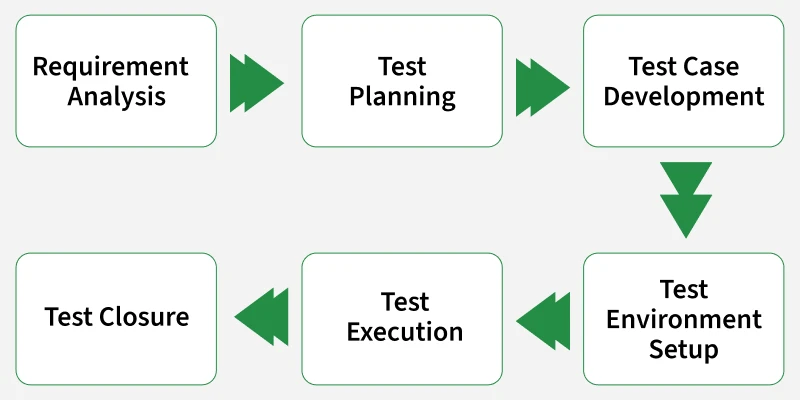 Requirement
Analysis
Test
Planning
Test Case
Development
Test
Environment
Setup
Test
Execution
Test Closure